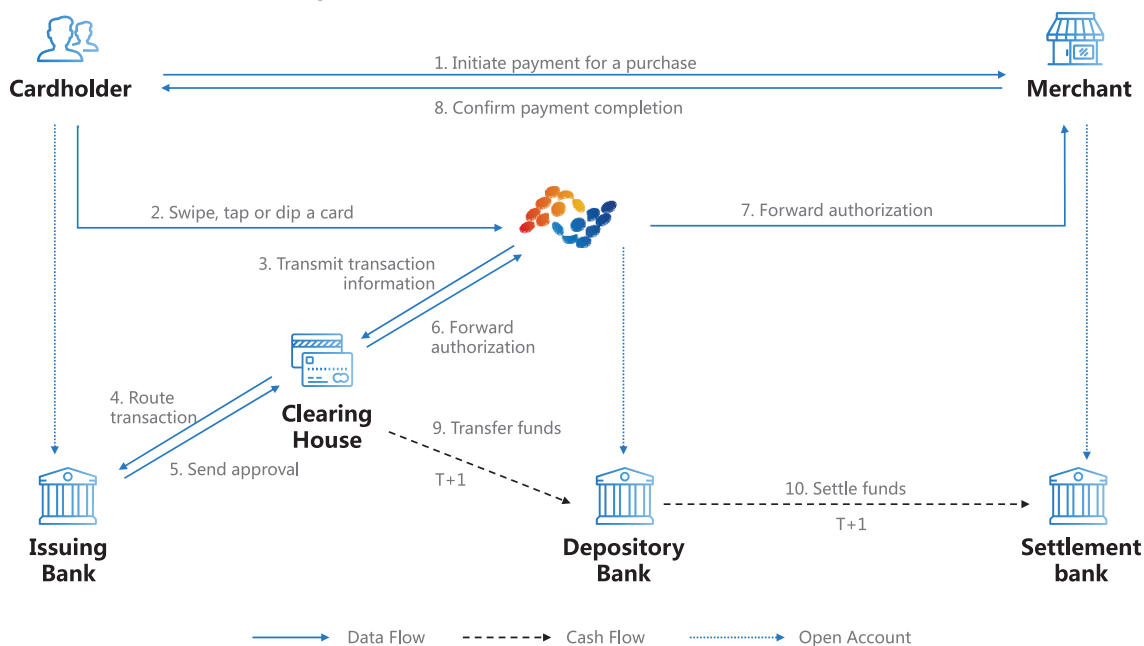 1. Initiate payment for a purchase
Cardholder
Merchant
8. Confirm payment completion
2. Swipe, tap or dip a card
7. Forward authorization
3. Transmit transaction
information
6. Forward
authorization
4. Route
transaction
Clearing
House
9. Transfer funds
5. Send approval
T+1
10. Settle funds
T+1
Issuing
Bank
Depository
Bank
Settlement
bank
Data Flow
Cash Flow
Open Account